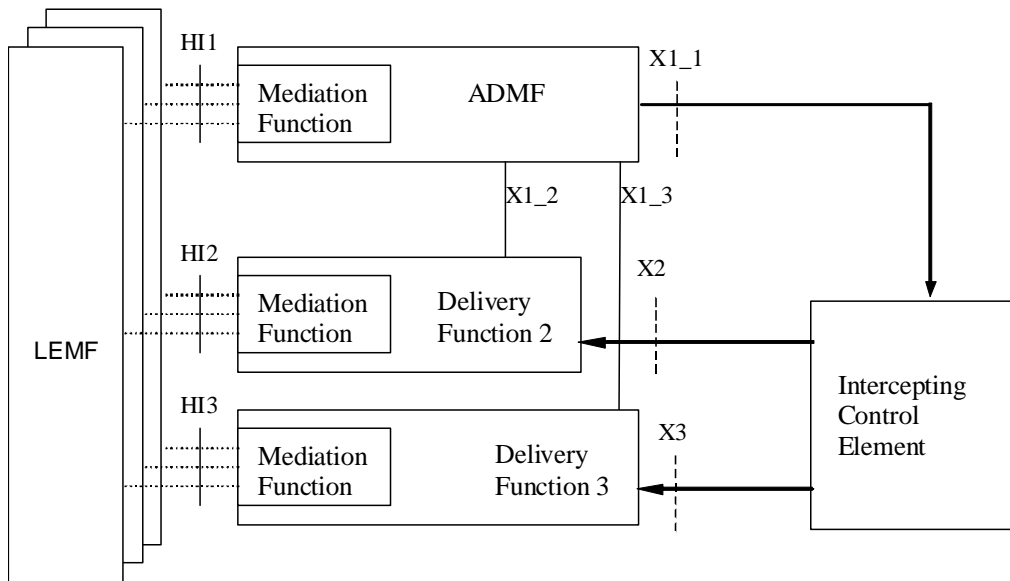 HI1
X1_1
Mediation
Function
ADMF
X1_2
X1_3
HI2
X2
Mediation
Function
Delivery
Function 2
LEMF
Intercepting
Control
Element
HI3
X3
Mediation
Function
Delivery
Function 3